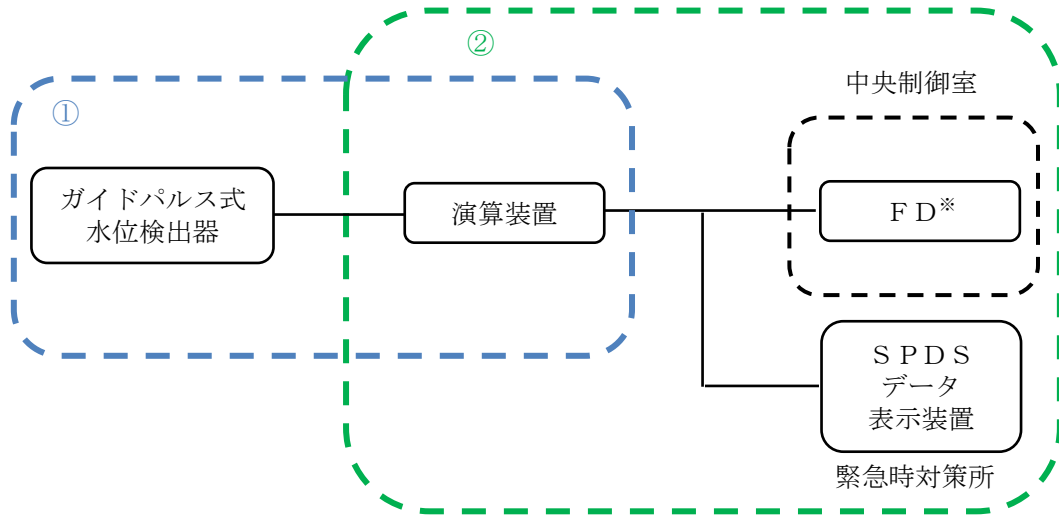 ②
①
中央制御室
ガイドパルス式
水位検出器
演算装置
ＦＤ※
ＳＰＤＳ
データ
表示装置
緊急時対策所